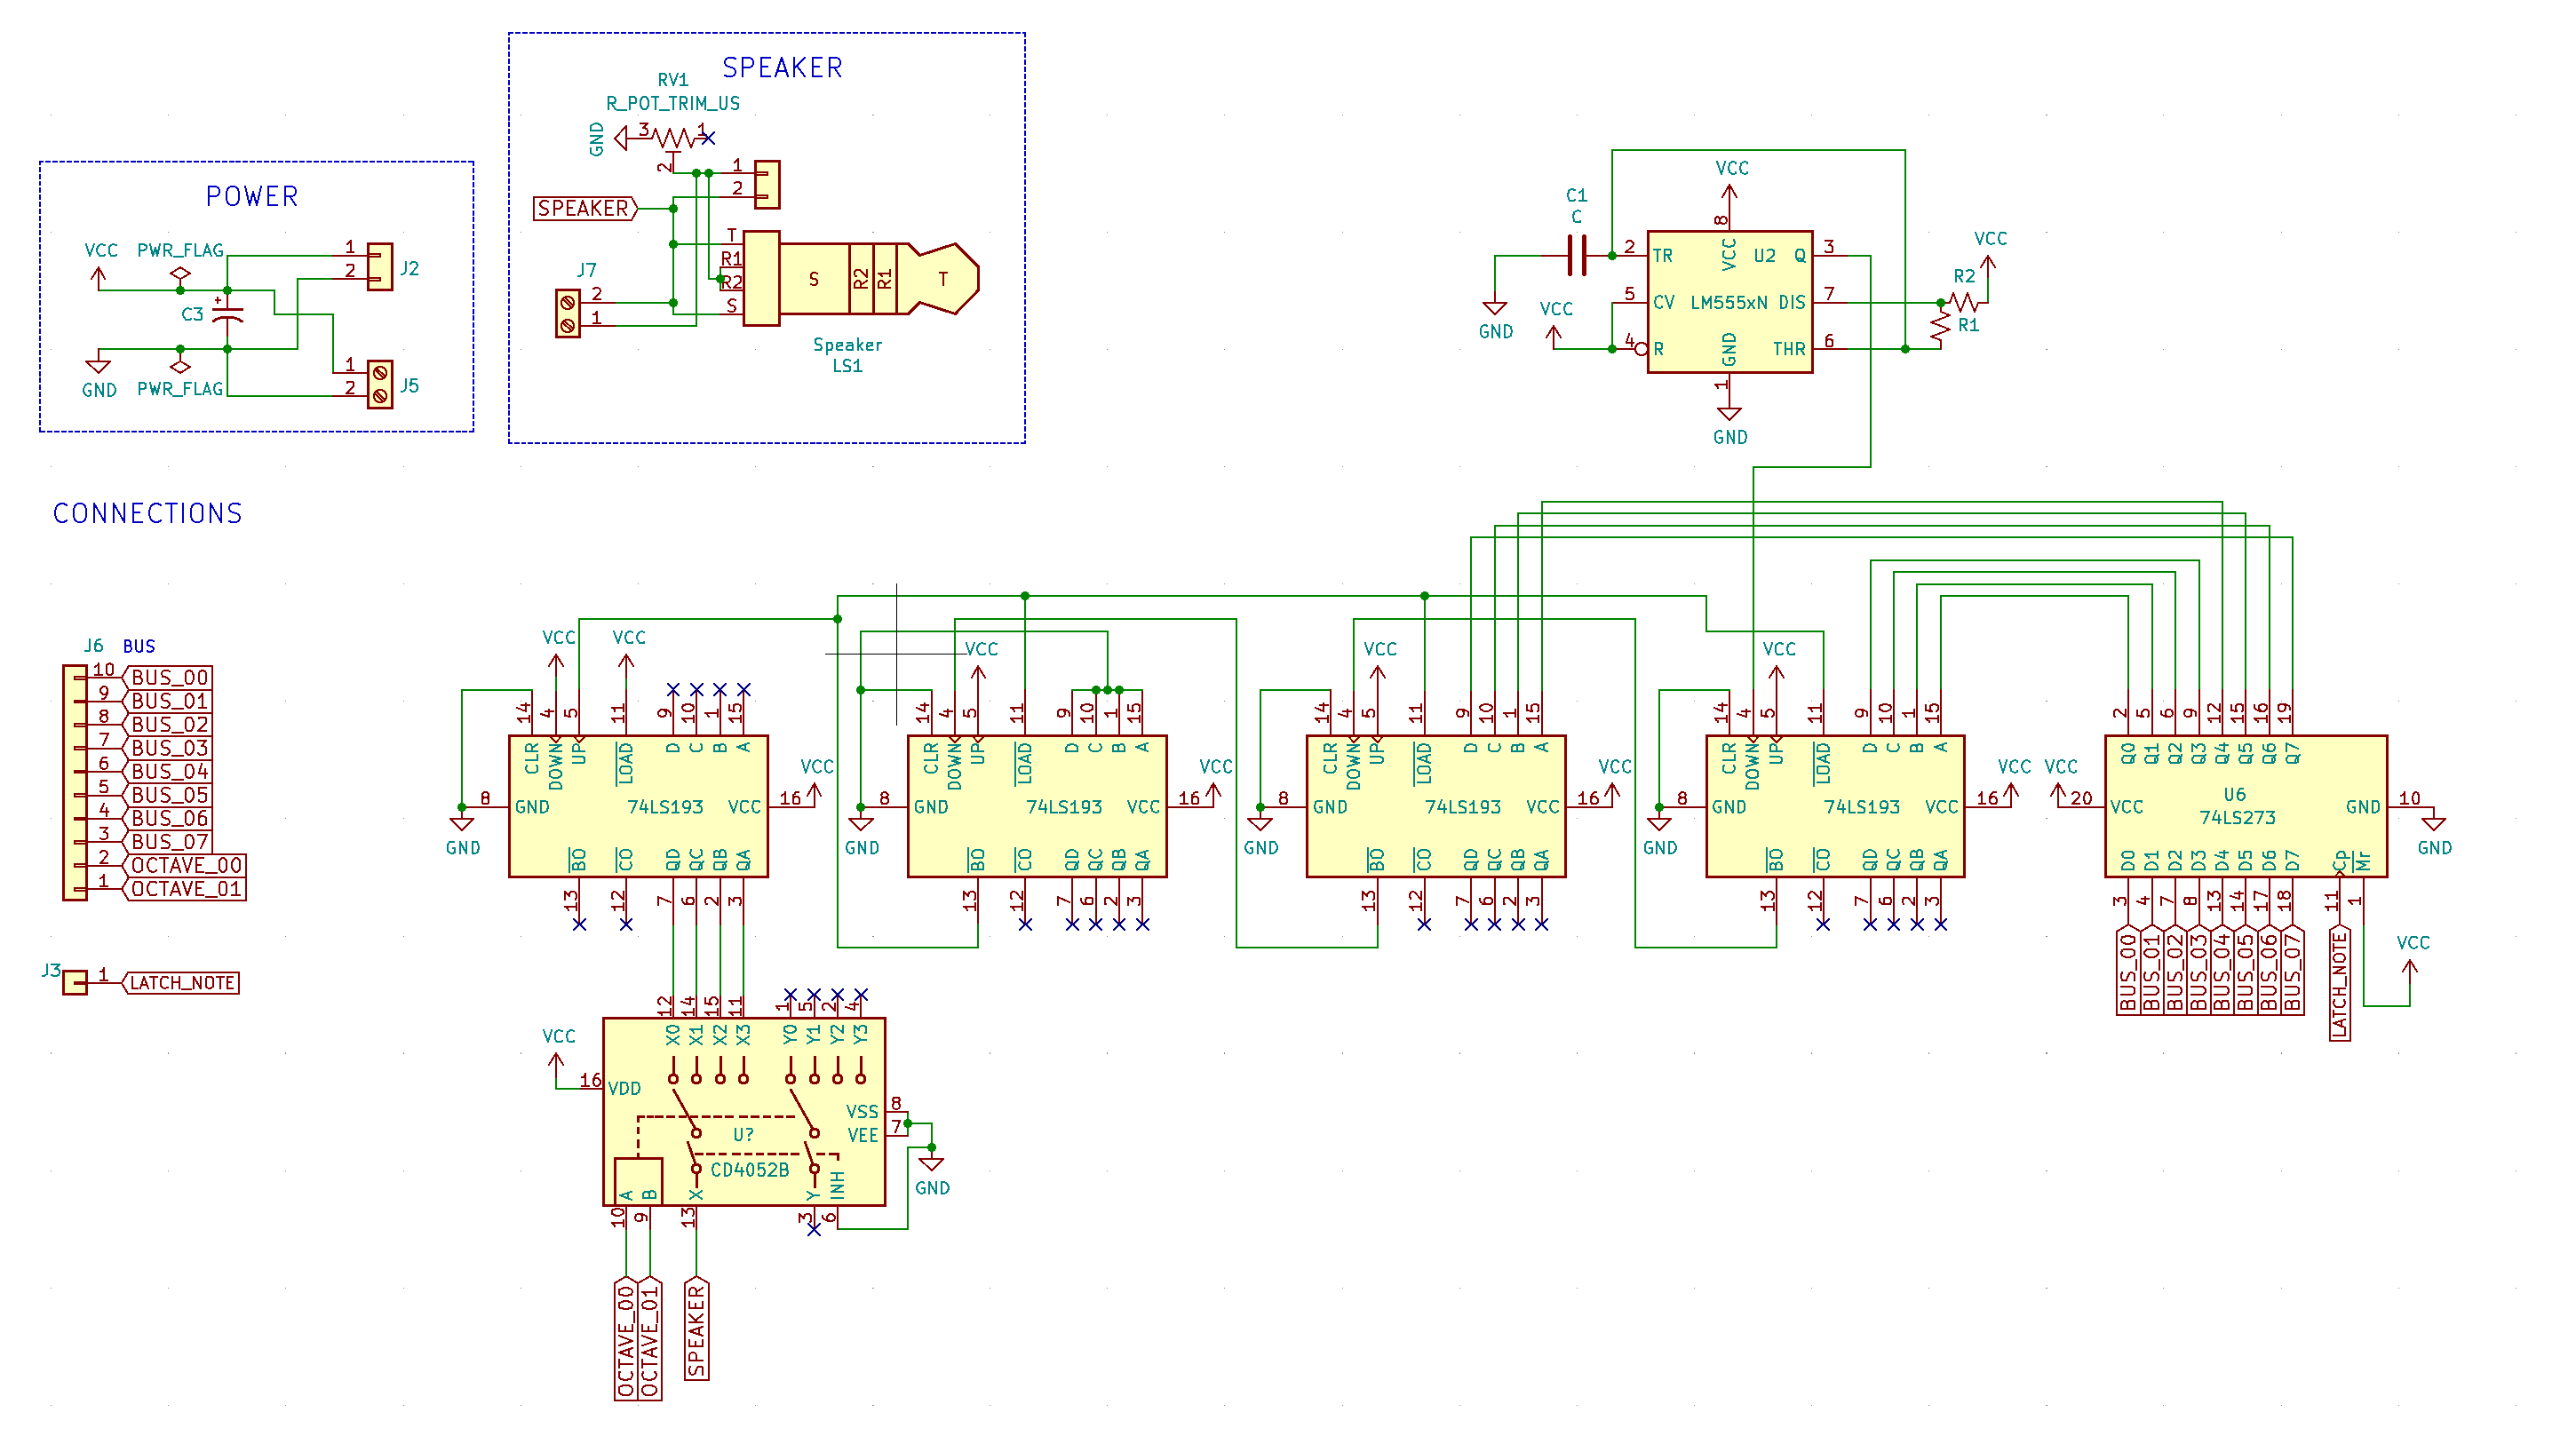 POWER
VCC
PWR_FLAG
1
2
J2
+
C3
GND
PWR_FLAG
1
2
J5
SPEAKER
RV1
R_POT_TRIM_US
GND
3
1
2
1
2
SPEAKER
T
R1
R2
S
S
R2
R1
T
J7
2
1
Speaker
LS1
C1
C
GND
VCC
VCC
8
2
TR
VCC
U2
Q
3
5
CV
LM555xN
DIS
7
4
R
GND
THR
6
1
GND
VCC
R2
R1
CONNECTIONS
J6
BUS
10
BUS_00
9
BUS_01
8
BUS_02
7
BUS_03
6
BUS_04
5
BUS_05
4
BUS_06
3
BUS_07
2
OCTAVE_00
1
OCTAVE_01
J3
1
LATCH_NOTE
VCC
VCC
14
4
5
11
9
10
1
15
CLR
DOWN
UP
LOAD
D
C
B
A
8
GND
74LS193
VCC
16
VCC
GND
BO
CO
QD
QC
QB
QA
13
12
7
6
2
3
VCC
14
4
5
11
9
10
1
15
CLR
DOWN
UP
LOAD
D
C
B
A
8
GND
74LS193
VCC
16
VCC
GND
BO
CO
QD
QC
QB
QA
13
12
7
6
2
3
VCC
14
4
5
11
9
10
1
15
CLR
DOWN
UP
LOAD
D
C
B
A
8
GND
74LS193
VCC
16
VCC
GND
BO
CO
QD
QC
QB
QA
13
12
7
6
2
3
VCC
14
4
5
11
9
10
1
15
CLR
DOWN
UP
LOAD
D
C
B
A
8
GND
74LS193
VCC
16
VCC
GND
BO
CO
QD
QC
QB
QA
13
12
7
6
2
3
2
5
6
9
12
15
16
19
Q0
Q1
Q2
Q3
Q4
Q5
Q6
Q7
VCC
20
VCC
U6
74LS273
GND
10
GND
D0
D1
D2
D3
D4
D5
D6
D7
Cp
Mr
3
4
7
8
13
14
17
18
11
1
BUS_00
BUS_01
BUS_02
BUS_03
BUS_04
BUS_05
BUS_06
BUS_07
LATCH_NOTE
VCC
12
14
15
11
1
5
2
4
X0
X1
X2
X3
Y0
Y1
Y2
Y3
VCC
16
VDD
VSS
8
VEE
7
U?
CD4052B
GND
A
B
X
Y
INH
10
9
13
3
6
OCTAVE_00
OCTAVE_01
SPEAKER